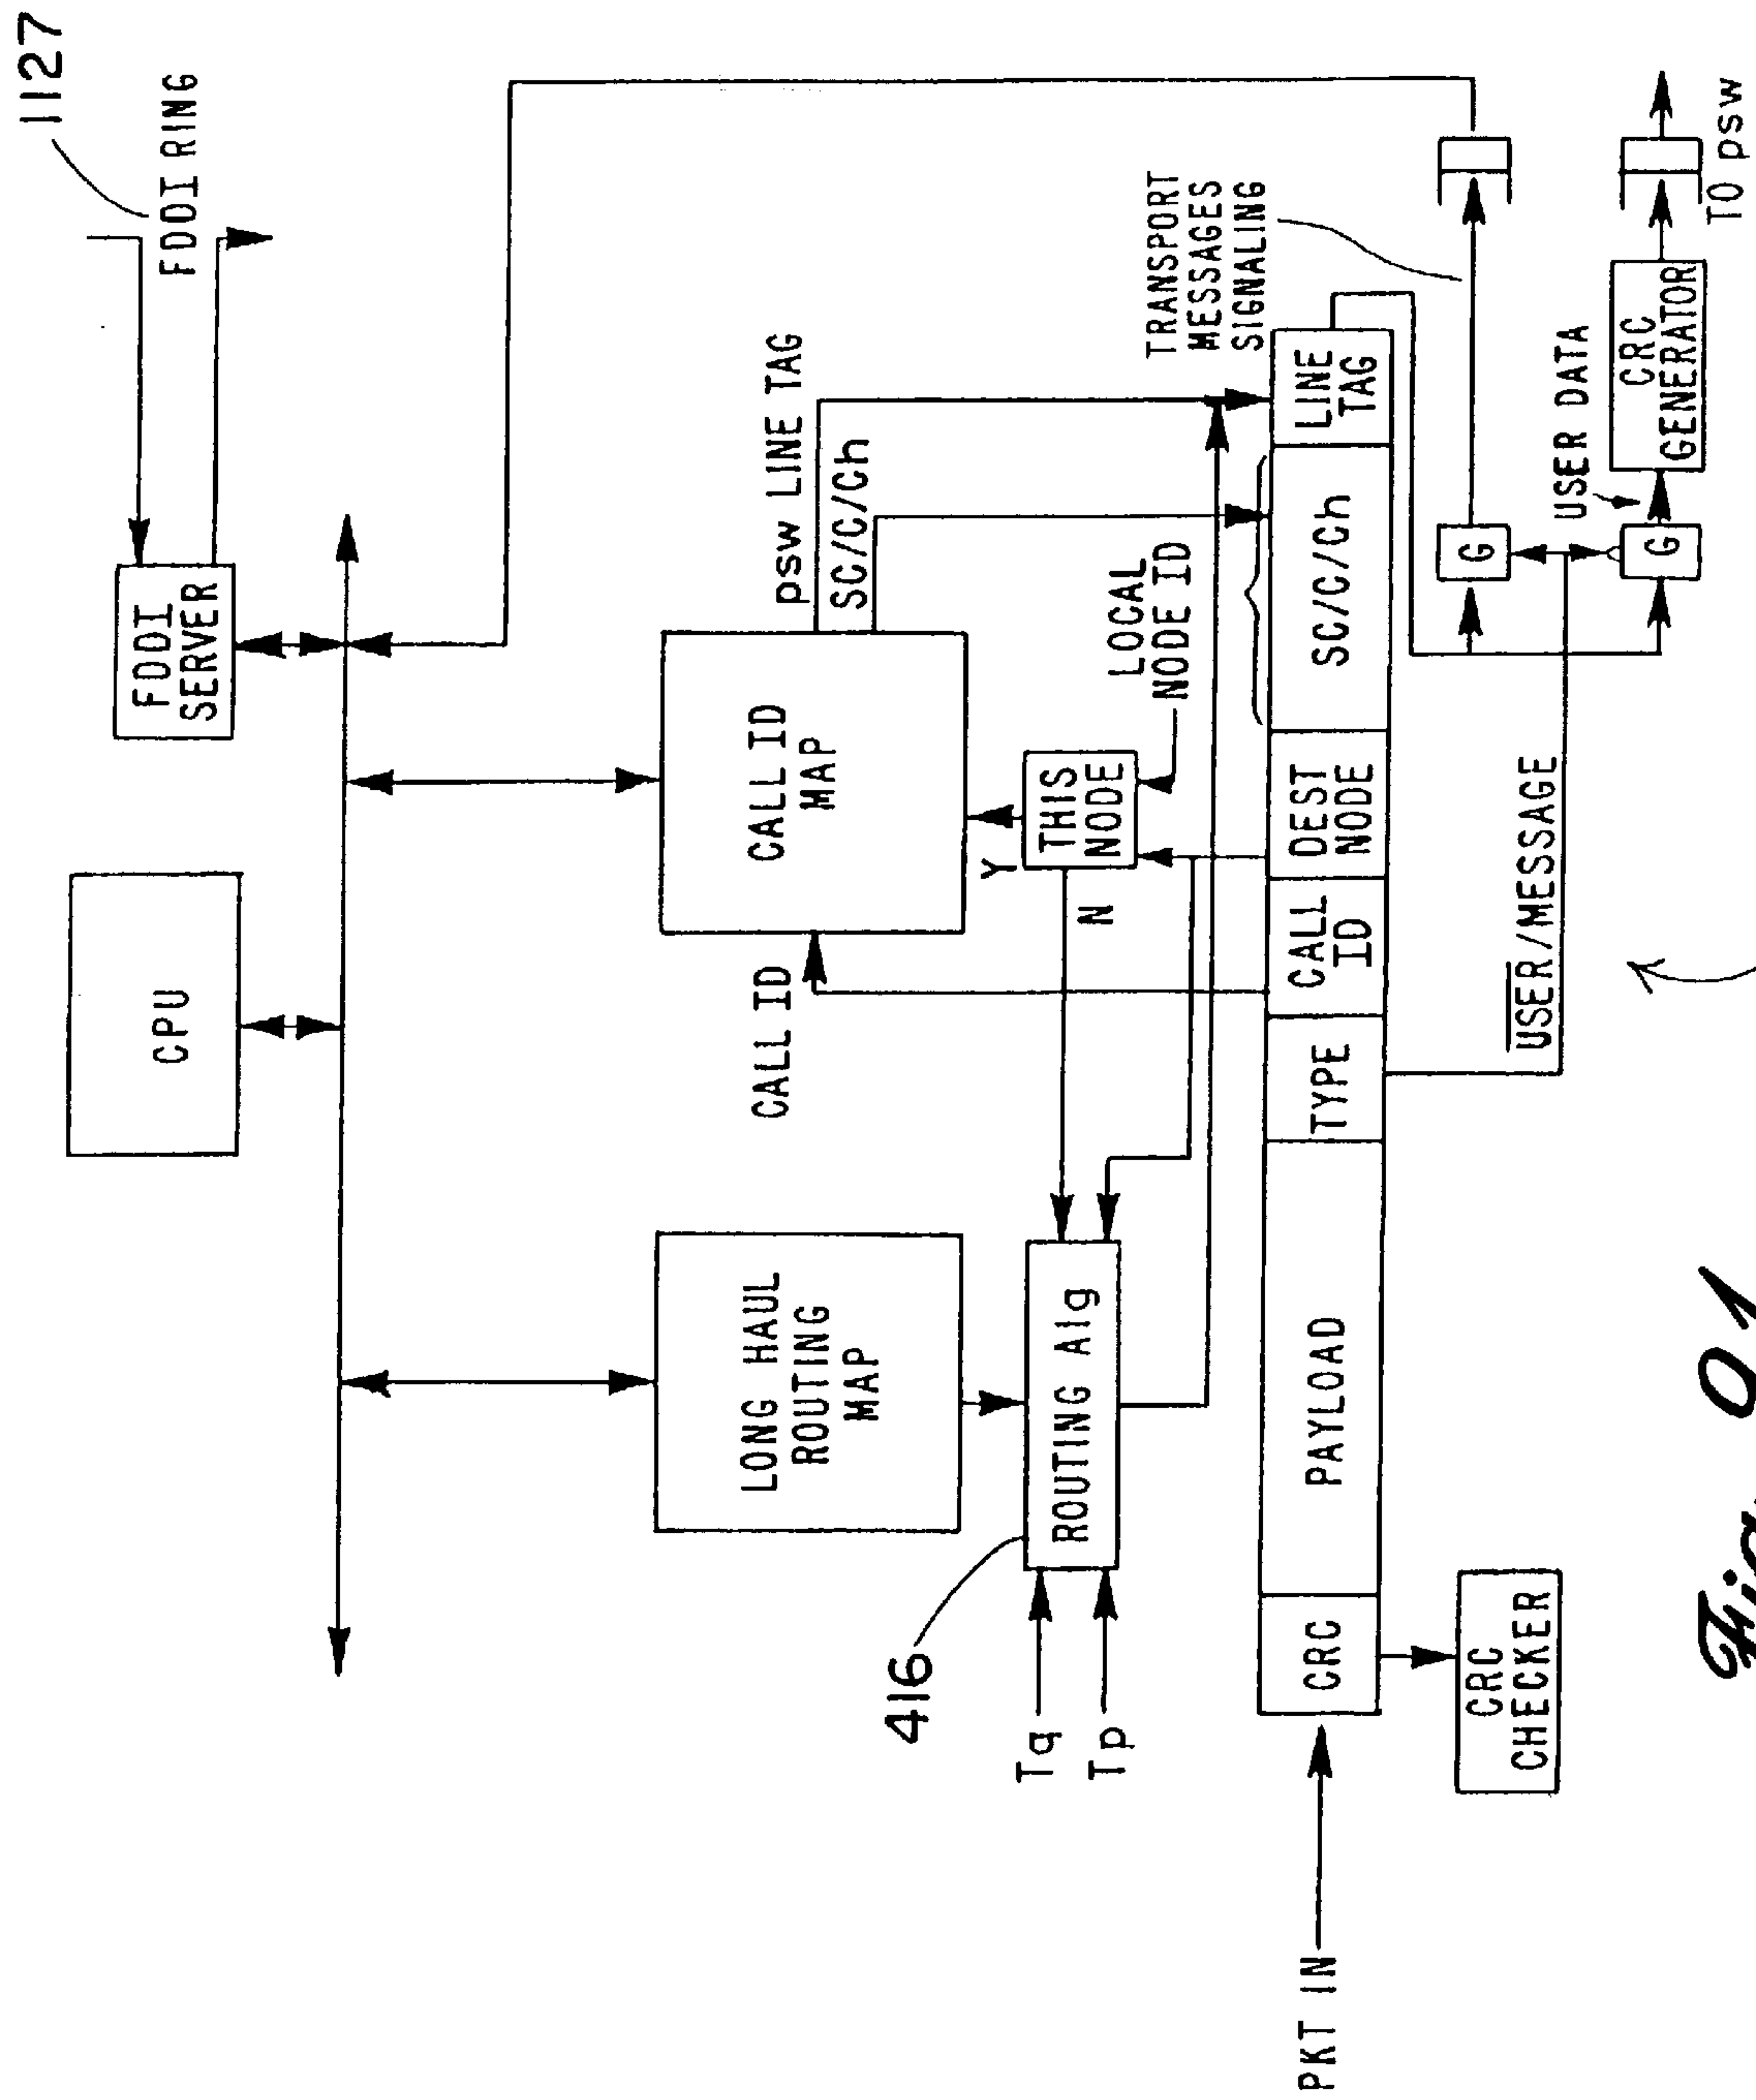 1127
FDDI RING
FDDI
SERVER
CPU
psw LINE TAG
SC/C/Ch
CALL ID
MAP
CALL ID
LONG HAUL
ROUTING
MAP
LOCAL
NODE ID
THIS
NODE
Y
N
416
ROUTING Alg
Tq
Tp
TRANSPORT
MESSAGES
SIGNALING
PKT IN
CRC
PAYLOAD
TYPE
CALL
ID
DEST
NODE
SC/C/Ch
LINE
TAG
CRC
CHECKER
USER/MESSAGE
G
G
USER DATA
CRC
GENERATOR
TO psw
Fig. 9A